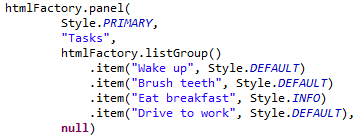 htmlFactory.panel(
Style.PRIMARY,
"Tasks",
htmlFactory.listGroup()
.item("Wake up", Style.DEFAULT)
.item("Brush teeth", Style.DEFAULT)
.item("Eat breakfast", Style.INFO)
.item("Drive to work", Style.DEFAULT),
null)